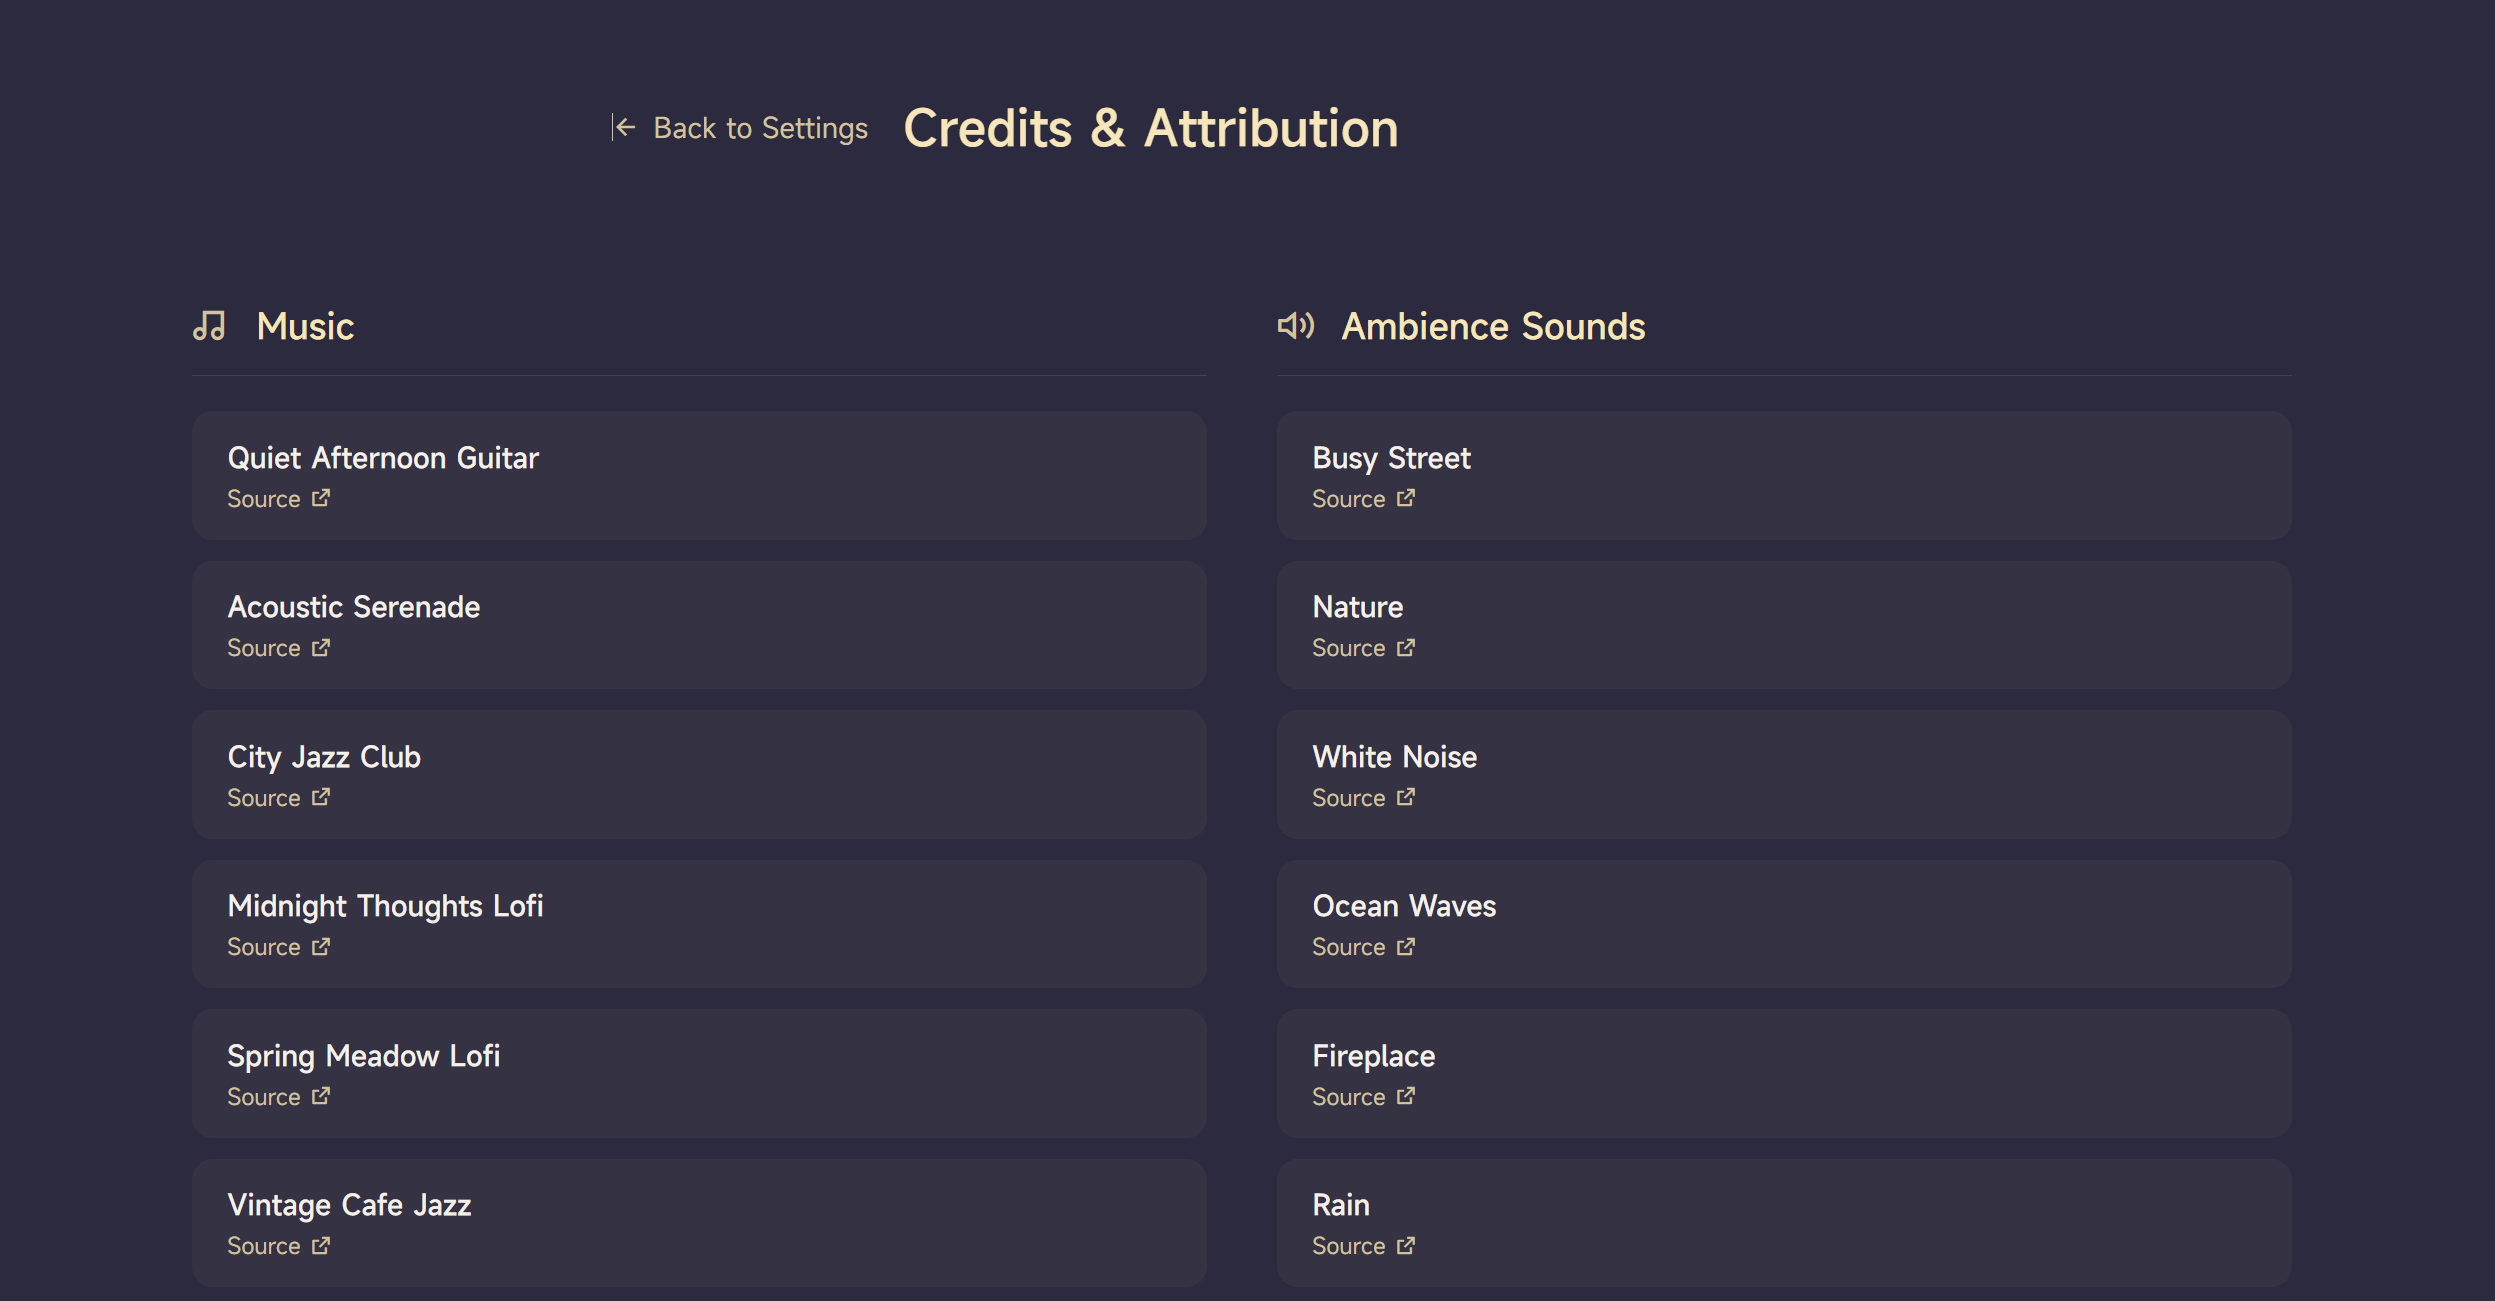 Back to Settings
Credits & Attribution
Music
Quiet Afternoon Guitar
Source
Acoustic Serenade
Source
City Jazz Club
Source
Midnight Thoughts Lofi
Source
Spring Meadow Lofi
Source
Vintage Cafe Jazz
Source
Ambience Sounds
Busy Street
Source
Nature
Source
White Noise
Source
Ocean Waves
Source
Fireplace
Source
Rain
Source